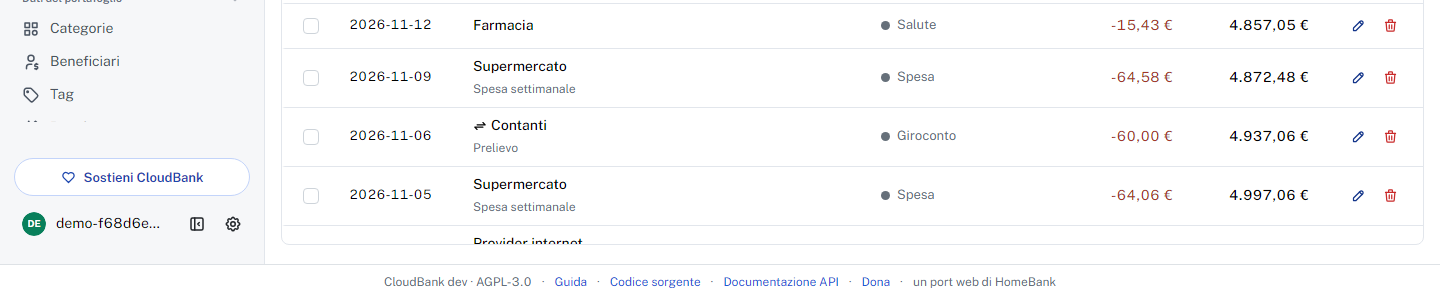 Categorie
Beneficiari
Tag
Sostieni CloudBank
DE demo-f68d6e...
2026-11-12 Farmacia Salute -15,43 € 4.857,05 €
2026-11-09 Supermercato Spesa -64,58 € 4.872,48 €
Spesa settimanale
2026-11-06 Contanti Giroconto -60,00 € 4.937,06 €
Prelievo
2026-11-05 Supermercato Spesa -64,06 € 4.997,06 €
Spesa settimanale
Provider internet
CloudBank dev · AGPL-3.0 · Guida · Codice sorgente · Documentazione API · Dona · un port web di HomeBank